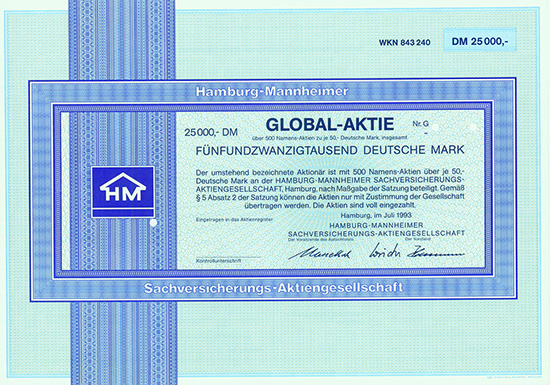 WKN 843 240 DM 25 000,-
Hamburg-Mannheimer
25 000,- DM GLOBAL-AKTIE Nr. G
über 500 Namens-Aktien zu je 50,- Deutsche Mark, insgesamt
FÜNFUNDZWANZIGTAUSEND DEUTSCHE MARK
Der umstehend bezeichnete Aktionär ist mit 500 Namens-Aktien über je 50,-
Deutsche Mark an der HAMBURG-MANNHEIMER SACHVERSICHERUNGS-
AKTIENGESELLSCHAFT, Hamburg, nach Maßgabe der Satzung beteiligt. Gemäß
§ 5 Absatz 2 der Satzung können die Aktien nur mit Zustimmung der Gesellschaft
übertragen werden. Die Aktien sind voll eingezahlt.
HM
Eingetragen in das Aktienregister
Hamburg, im Juli 1993
HAMBURG-MANNHEIMER
SACHVERSICHERUNGS-AKTIENGESELLSCHAFT
Der Vorsitzende des Aufsichtsrats Der Vorstand
Kontrollunterschrift
Sachversicherungs-Aktiengesellschaft